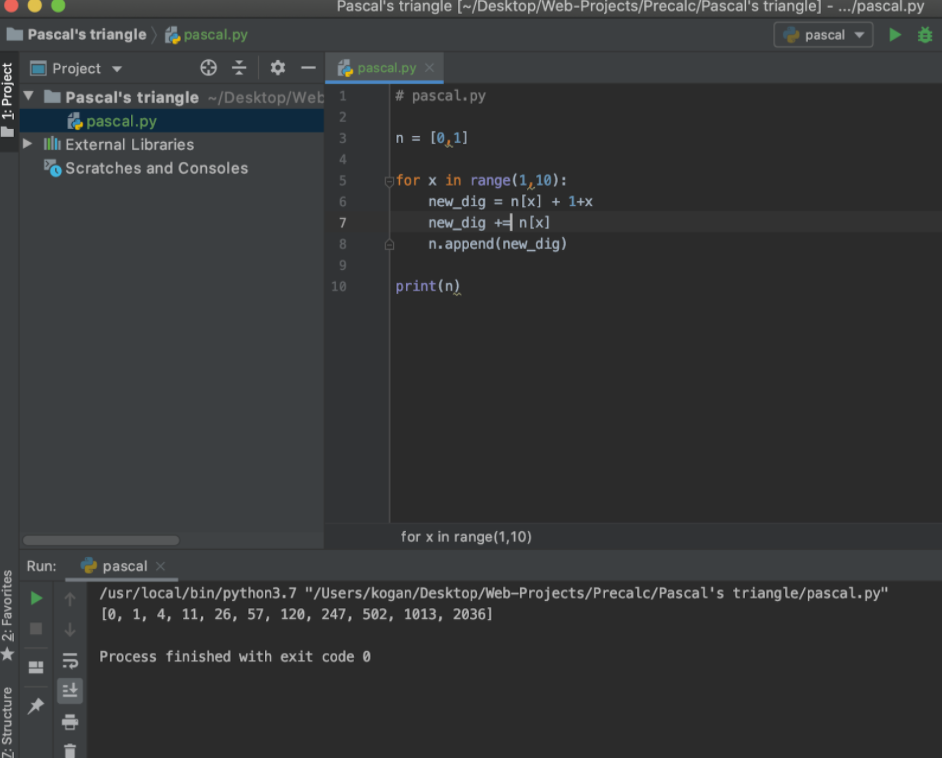 Pascal's triangle [~/Desktop/Web-Projects/Precalc/Pascal's triangle] - .../pascal.py
Pascal's triangle
pascal.py
pascal
1: Project
Project
pascal.py
Pascal's triangle ~/Desktop/Web
pascal.py
External Libraries
Scratches and Consoles
1 # pascal.py
2
3 n = [0,1]
4
5 for x in range(1,10):
6     new_dig = n[x] + 1+x
7     new_dig += n[x]
8     n.append(new_dig)
9
10 print(n)
for x in range(1,10)
Run: pascal
/usr/local/bin/python3.7 "/Users/kogan/Desktop/Web-Projects/Precalc/Pascal's triangle/pascal.py"
[0, 1, 4, 11, 26, 57, 120, 247, 502, 1013, 2036]
Process finished with exit code 0
2: Favorites
Z: Structure